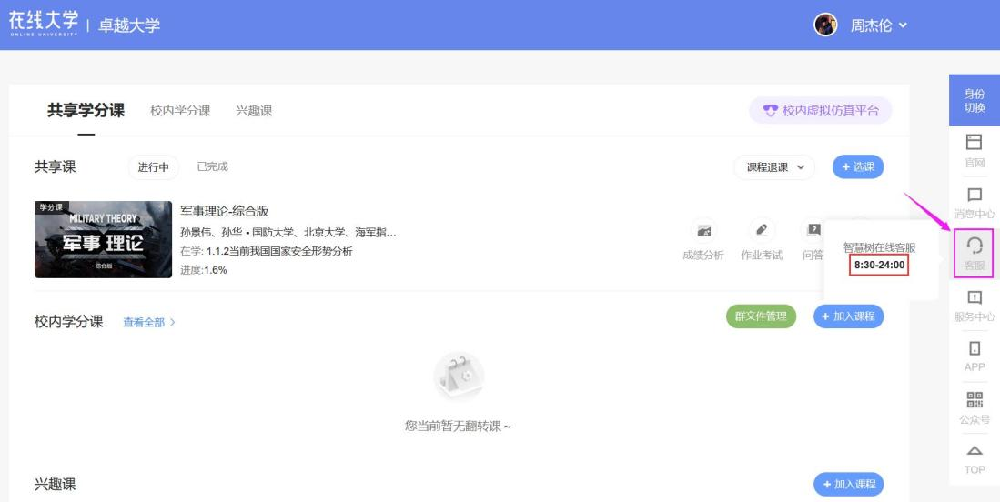 在线大学
ONLINE UNIVERSITY
卓越大学
周杰伦
共享学分课
校内学分课
兴趣课
校内虚拟仿真平台
共享课
进行中
已完成
课程退课
+ 选课
学分课
MILITARY THEORY
军事理论
·综合版·
军事理论-综合版
孙景伟、孙华 • 国防大学、北京大学、海军指...
在学: 1.1.2当前我国国家安全形势分析
进度:1.6%
成绩分析
作业考试
问答
智慧树在线客服
8:30-24:00
校内学分课
查看全部 >
群文件管理
+ 加入课程
您当前暂无翻转课~
兴趣课
+ 加入课程
身份
切换
官网
消息中心
客服
服务中心
APP
公众号
TOP